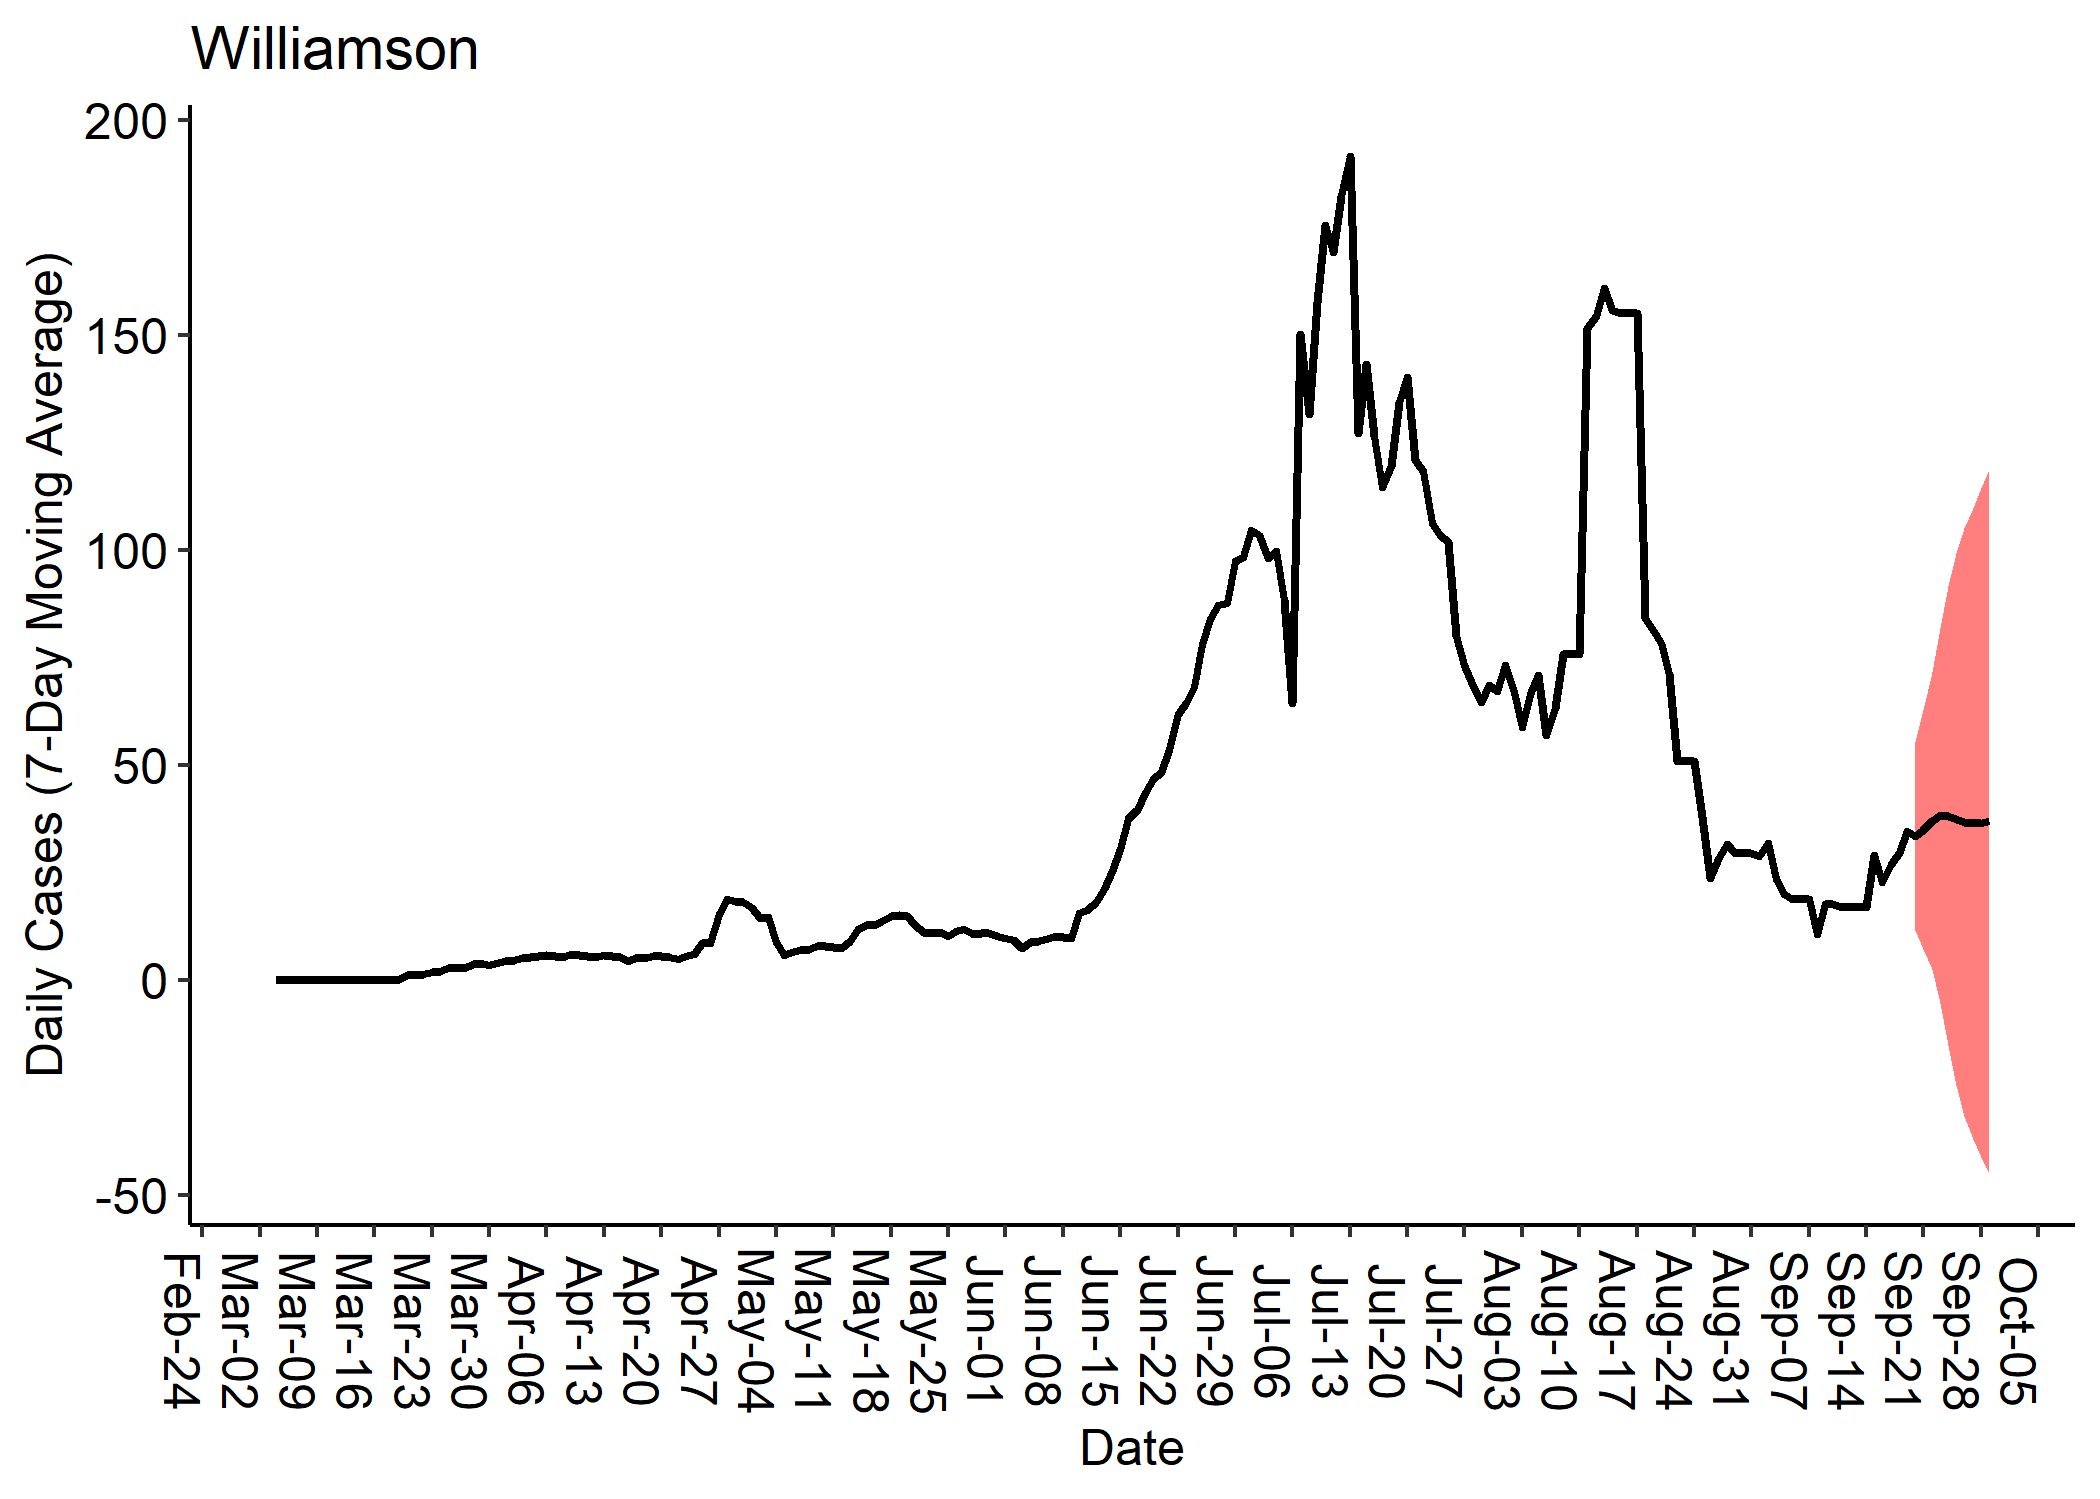 Williamson
Daily Cases (7-Day Moving Average)
200
150
100
50
0
-50
Feb-24
Mar-02
Mar-09
Mar-16
Mar-23
Mar-30
Apr-06
Apr-13
Apr-20
Apr-27
May-04
May-11
May-18
May-25
Jun-01
Jun-08
Jun-15
Jun-22
Jun-29
Jul-06
Jul-13
Jul-20
Jul-27
Aug-03
Aug-10
Aug-17
Aug-24
Aug-31
Sep-07
Sep-14
Sep-21
Sep-28
Oct-05
Date